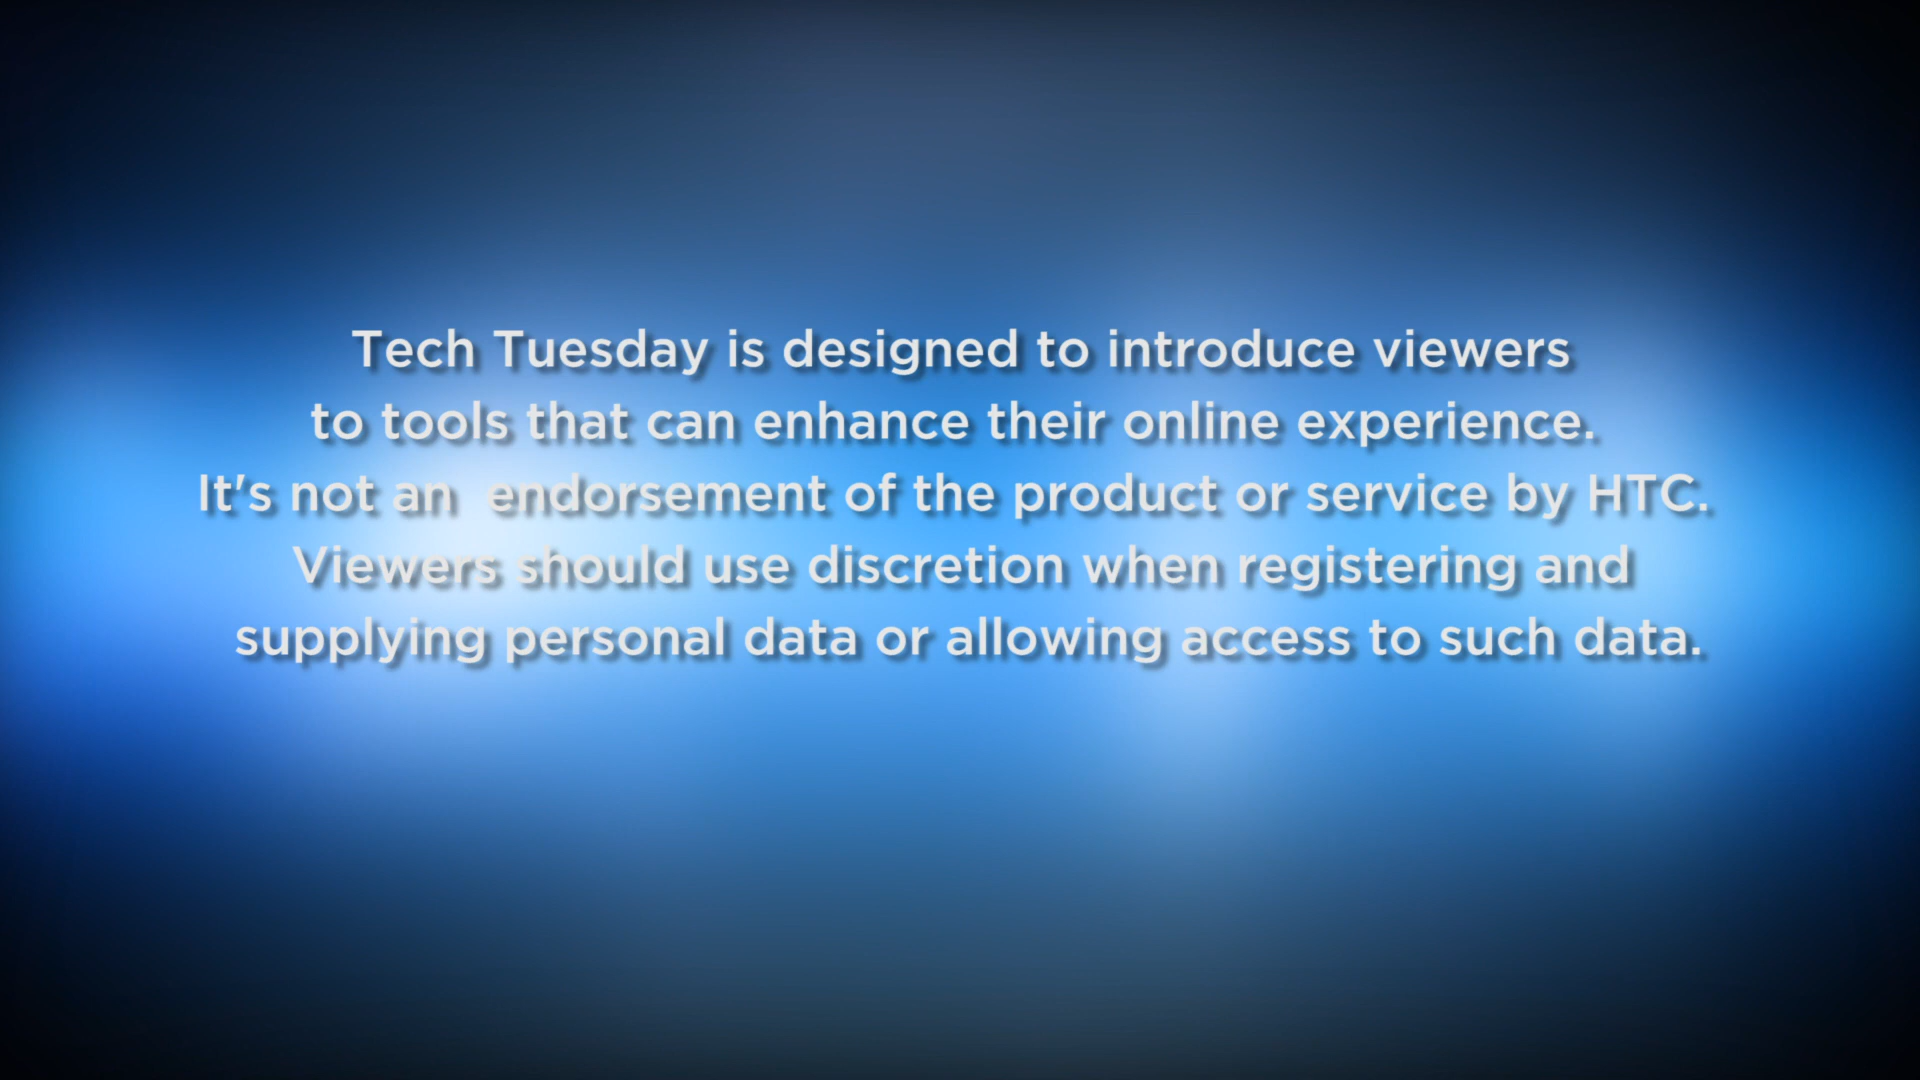 Tech Tuesday is designed to introduce viewers
to tools that can enhance their online experience.
It's not an  endorsement of the product or service by HTC.
Viewers should use discretion when registering and
supplying personal data or allowing access to such data.